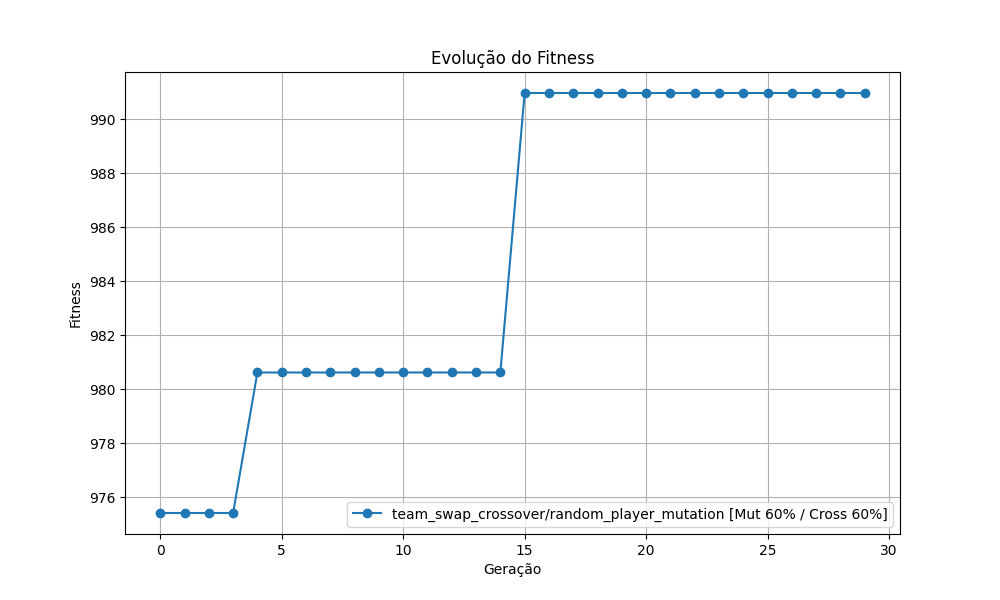 Evolução do Fitness
Fitness
990
988
986
984
982
980
978
976
team_swap_crossover/random_player_mutation [Mut 60% / Cross 60%]
0 5 10 15 20 25 30
Geração